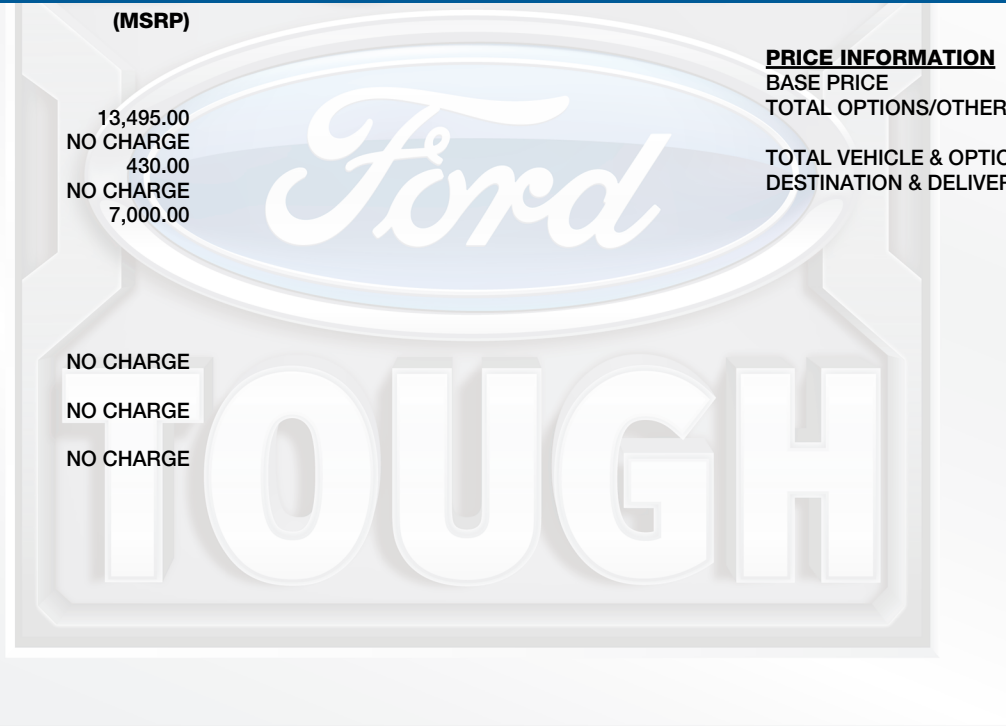 (MSRP)
13,495.00
NO CHARGE
430.00
NO CHARGE
7,000.00
NO CHARGE
NO CHARGE
NO CHARGE
PRICE INFORMATION
BASE PRICE
TOTAL OPTIONS/OTHER
TOTAL VEHICLE & OPTIO
DESTINATION & DELIVER
Ford
TOUGH